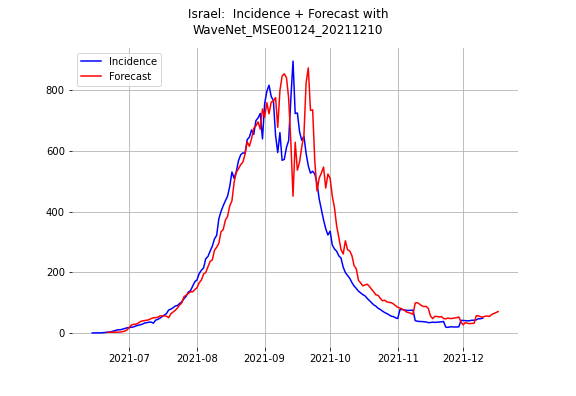 Israel:  Incidence + Forecast with
WaveNet_MSE00124_20211210
Incidence
Forecast
800
600
400
200
0
2021-07 2021-08 2021-09 2021-10 2021-11 2021-12